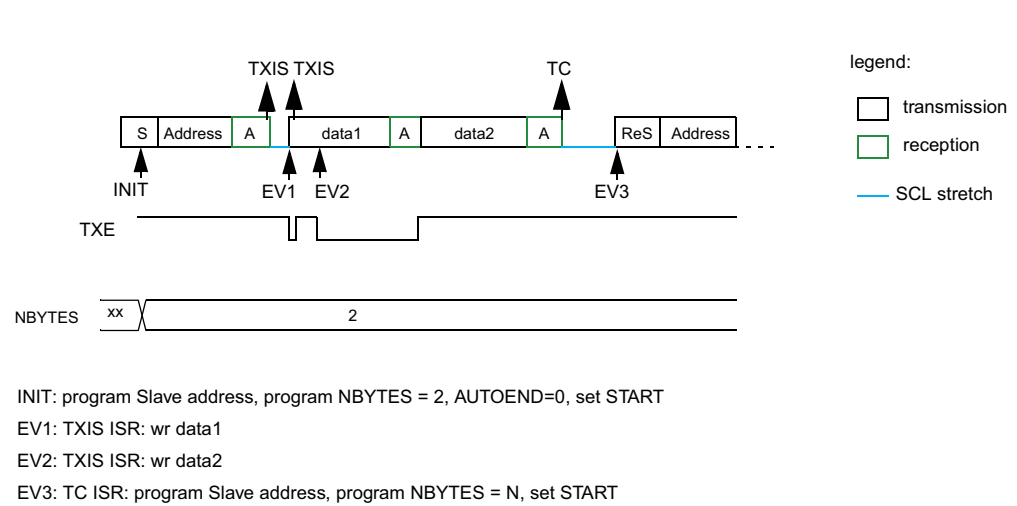 TXIS TXIS TC
legend:
transmission
S Address A data1 A data2 A ReS Address
reception
INIT EV1 EV2 EV3
SCL stretch
TXE
NBYTES xx 2
INIT: program Slave address, program NBYTES = 2, AUTOEND=0, set START
EV1: TXIS ISR: wr data1
EV2: TXIS ISR: wr data2
EV3: TC ISR: program Slave address, program NBYTES = N, set START